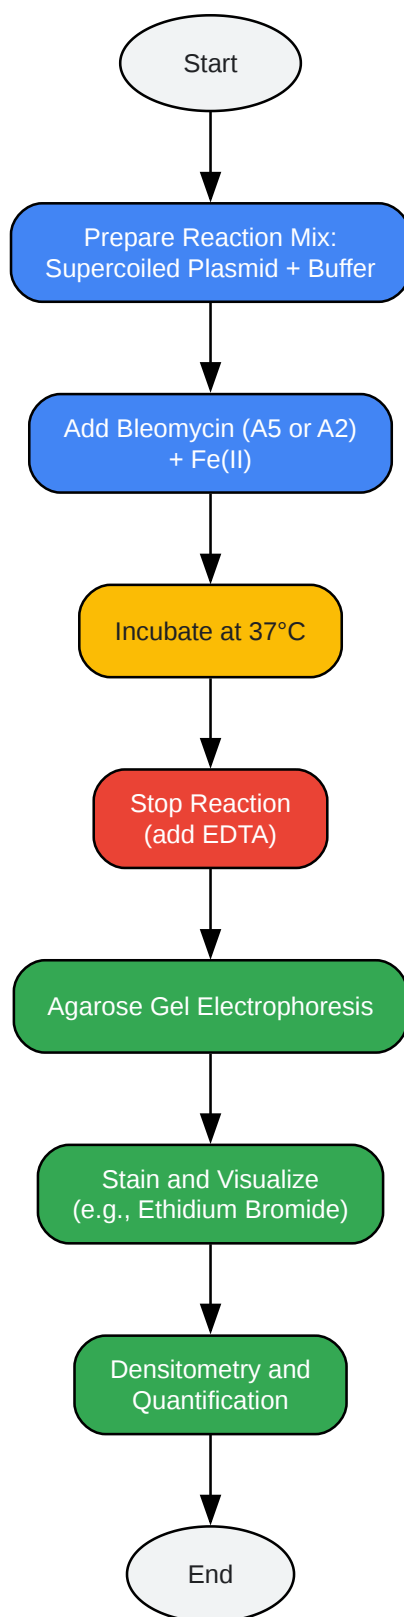 Start
Prepare Reaction Mix:
Supercoiled Plasmid + Buffer
Add Bleomycin (A5 or A2)
+ Fe(II)
Incubate at 37°C
Stop Reaction
(add EDTA)
Agarose Gel Electrophoresis
Stain and Visualize
(e.g., Ethidium Bromide)
Densitometry and
Quantification
End